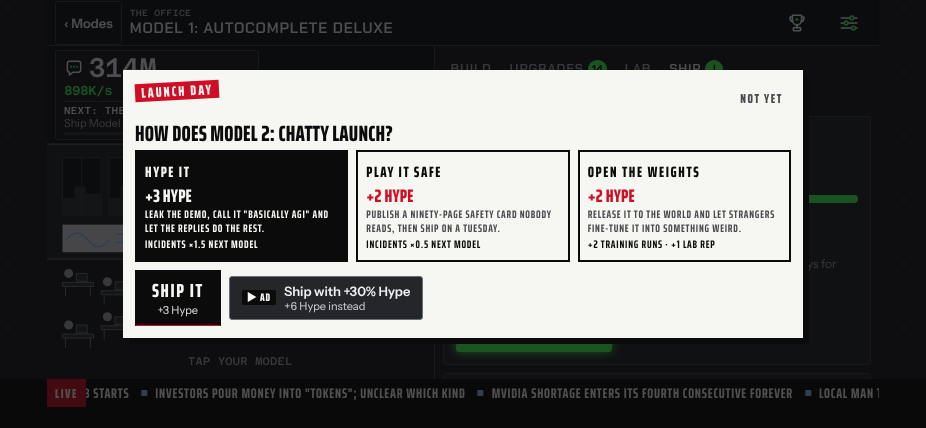 ‹ Modes
THE OFFICE
MODEL 1: AUTOCOMPLETE DELUXE
314M
898K/s
NEXT: THE
Ship Model
BUILD UPGRADES 14 LAB SHIP !
LAUNCH DAY
NOT YET
HOW DOES MODEL 2: CHATTY LAUNCH?
HYPE IT
+3 HYPE
LEAK THE DEMO, CALL IT "BASICALLY AGI" AND
LET THE REPLIES DO THE REST.
INCIDENTS ×1.5 NEXT MODEL
PLAY IT SAFE
+2 HYPE
PUBLISH A NINETY-PAGE SAFETY CARD NOBODY
READS, THEN SHIP ON A TUESDAY.
INCIDENTS ×0.5 NEXT MODEL
OPEN THE WEIGHTS
+2 HYPE
RELEASE IT TO THE WORLD AND LET STRANGERS
FINE-TUNE IT INTO SOMETHING WEIRD.
+2 TRAINING RUNS · +1 LAB REP
SHIP IT
+3 Hype
AD
Ship with +30% Hype
+6 Hype instead
ys for
TAP YOUR MODEL
LIVE
3 STARTS ■ INVESTORS POUR MONEY INTO "TOKENS"; UNCLEAR WHICH KIND ■ MVIDIA SHORTAGE ENTERS ITS FOURTH CONSECUTIVE FOREVER ■ LOCAL MAN